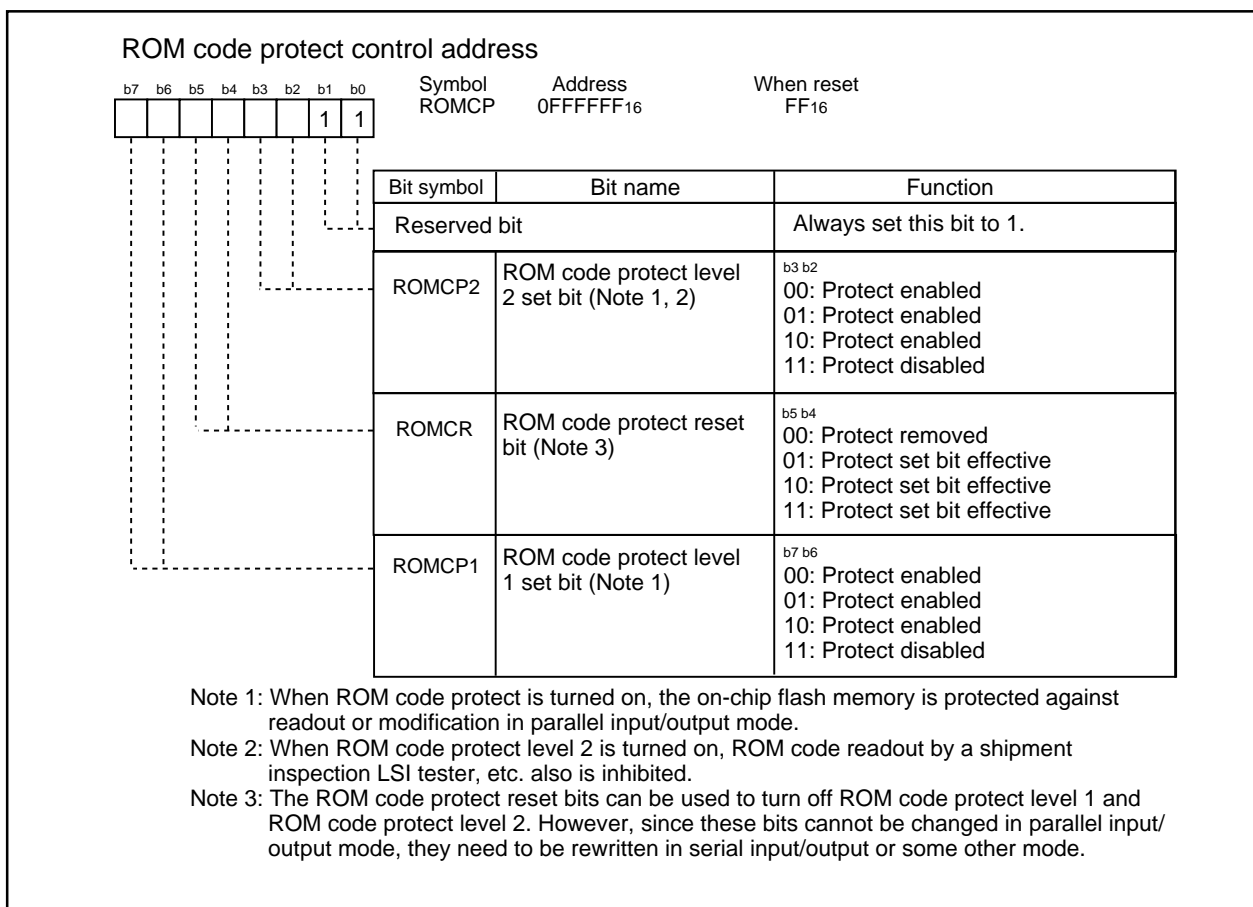 ROM code protect control address
b7 b6 b5 b4 b3 b2 b1 b0 Symbol Address When reset
1 1 ROMCP 0FFFFFF16 FF16
Bit symbol Bit name Function
Reserved bit Always set this bit to 1.
ROMCP2 ROM code protect level
2 set bit (Note 1, 2)
b3 b2
00: Protect enabled
01: Protect enabled
10: Protect enabled
11: Protect disabled
ROMCR ROM code protect reset
bit (Note 3)
b5 b4
00: Protect removed
01: Protect set bit effective
10: Protect set bit effective
11: Protect set bit effective
ROMCP1 ROM code protect level
1 set bit (Note 1)
b7 b6
00: Protect enabled
01: Protect enabled
10: Protect enabled
11: Protect disabled
Note 1: When ROM code protect is turned on, the on-chip flash memory is protected against
readout or modification in parallel input/output mode.
Note 2: When ROM code protect level 2 is turned on, ROM code readout by a shipment
inspection LSI tester, etc. also is inhibited.
Note 3: The ROM code protect reset bits can be used to turn off ROM code protect level 1 and
ROM code protect level 2. However, since these bits cannot be changed in parallel input/
output mode, they need to be rewritten in serial input/output or some other mode.